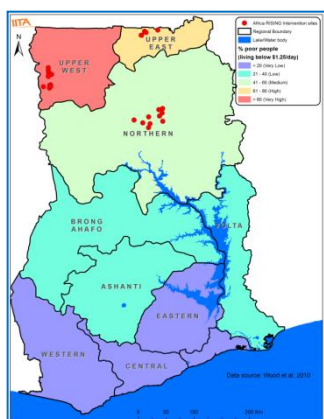 IITA
N
Africa RISING Intervention sites
Regional Boundary
Lake/Water body
% poor people
(living below $1.25/day)
< 20 (Very Low)
21 - 40 (Low)
41 - 60 (Medium)
61 - 80 (High)
> 80 (Very High)
UPPER
EAST
UPPER
WEST
NORTHERN
BRONG
AHAFO
VOLTA
ASHANTI
EASTERN
WESTERN
CENTRAL
Data source: Wood et al. 2010